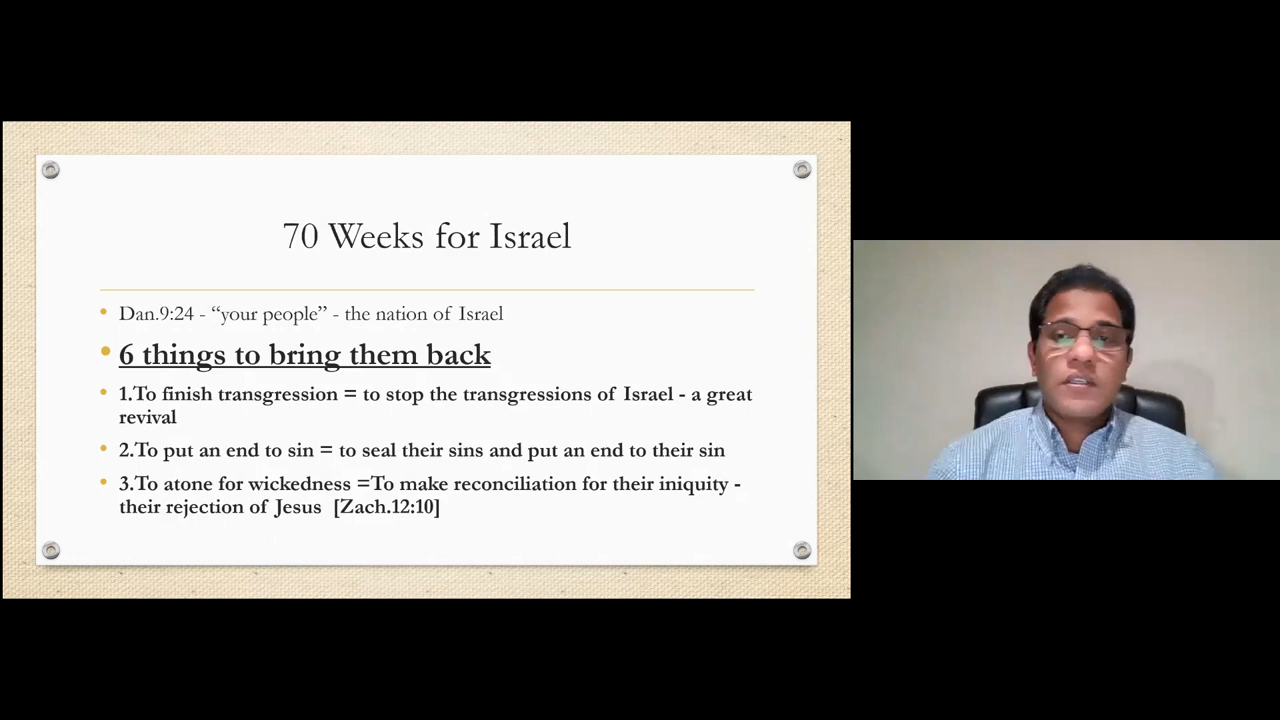 70 Weeks for Israel
• Dan.9:24 - “your people” - the nation of Israel
• 6 things to bring them back
• 1.To finish transgression = to stop the transgressions of Israel - a great
revival
• 2.To put an end to sin = to seal their sins and put an end to their sin
• 3.To atone for wickedness =To make reconciliation for their iniquity -
their rejection of Jesus [Zach.12:10]